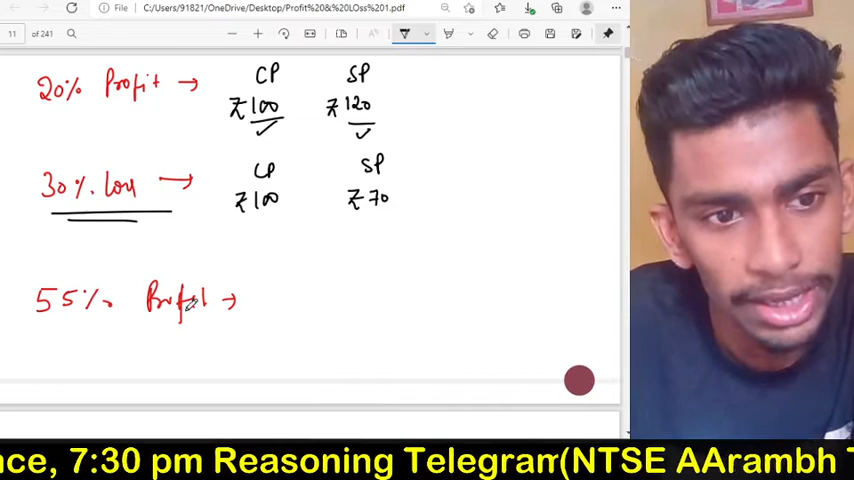 File | C:/Users/91821/OneDrive/Desktop/Profit%20&%20Loss%201.pdf
11 of 241
CP SP
20% Profit → ₹100 ₹120
CP SP
30% Loss → ₹100 ₹70
55% Profit →
nce, 7:30 pm Reasoning Telegram(NTSE AArambh T